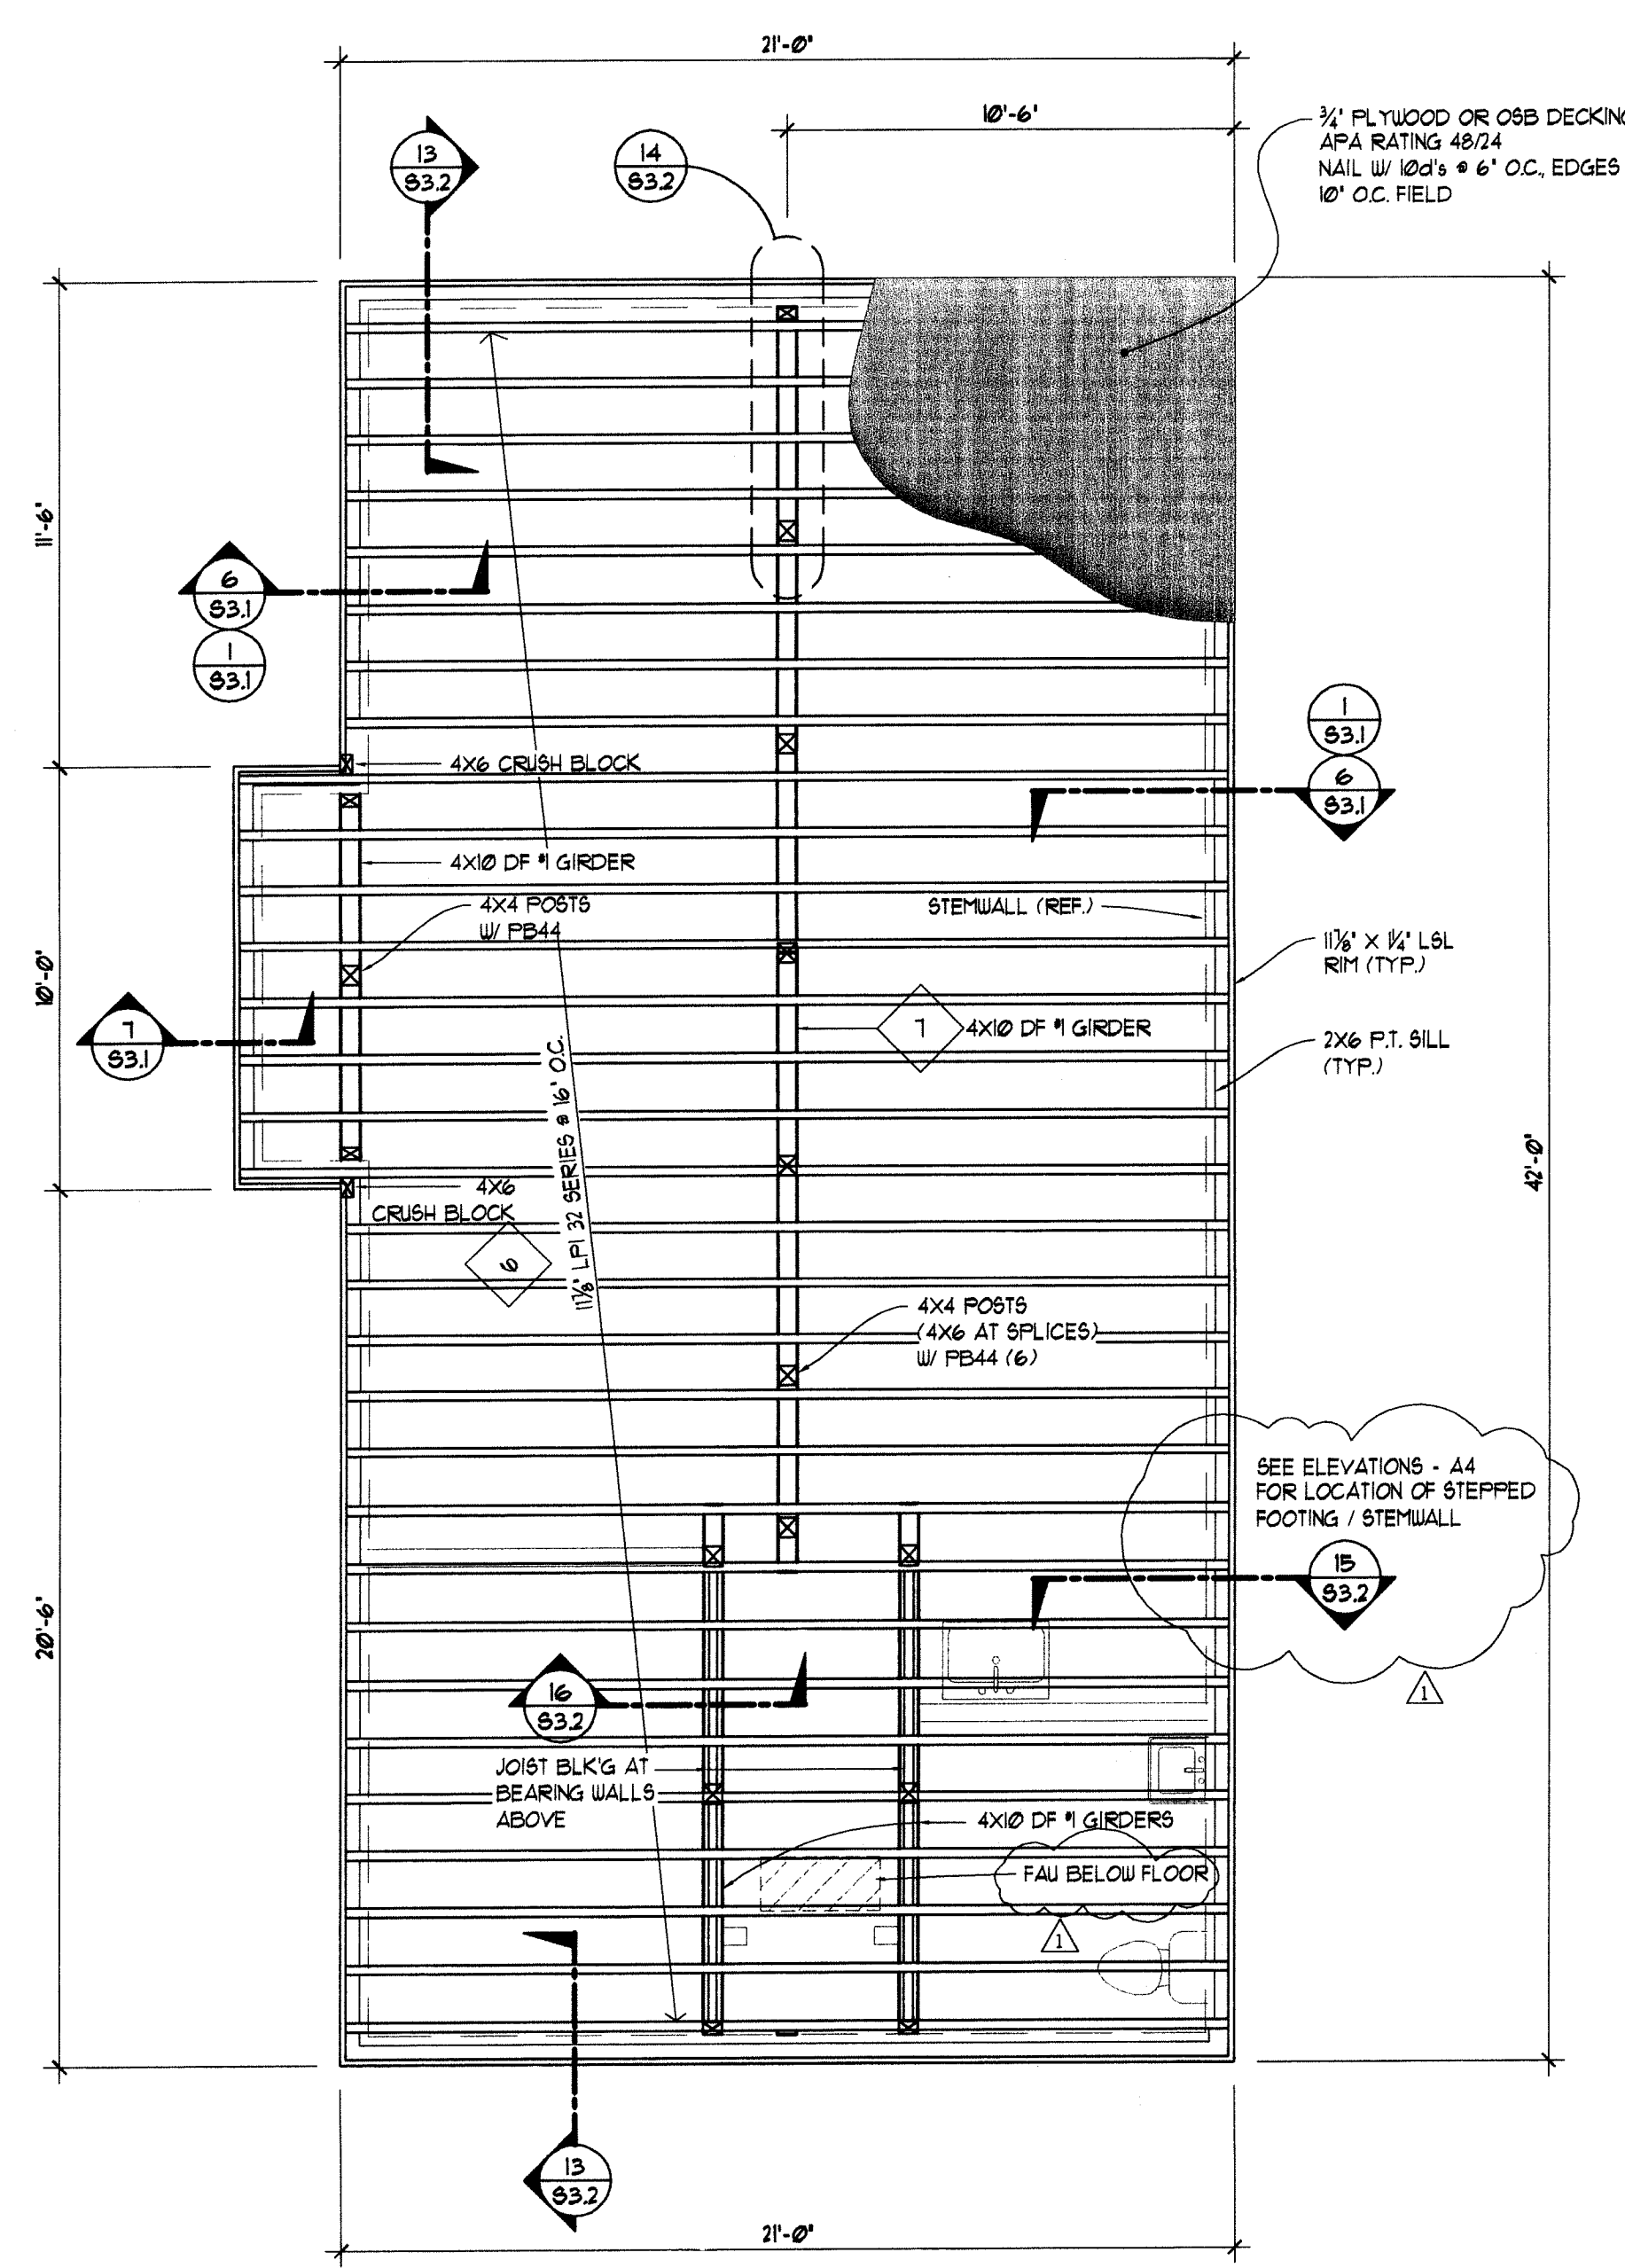 21'-0"
10'-6"
3/4" PLYWOOD OR OSB DECKING
APA RATING 48/24
NAIL W/ 10d's @ 6" O.C., EDGES
10" O.C. FIELD
13
S3.2
14
S3.2
11'-6"
6
S3.1
1
S3.1
1
S3.1
6
S3.1
4X6 CRUSH BLOCK
4X10 DF #1 GIRDER
4X4 POSTS
W/ PB44
STEMWALL (REF.)
11 7/8" X 1 1/4" LSL
RIM (TYP.)
10'-0"
7
S3.1
7
4X10 DF #1 GIRDER
2X6 P.T. SILL
(TYP.)
11 7/8" LPI 32 SERIES @ 16" O.C.
42'-0"
4X6
CRUSH BLOCK
6
4X4 POSTS
(4X6 AT SPLICES)
W/ PB44 (6)
SEE ELEVATIONS - A4
FOR LOCATION OF STEPPED
FOOTING / STEMWALL
15
S3.2
1
20'-6"
16
S3.2
JOIST BLK'G AT
BEARING WALLS
ABOVE
4X10 DF #1 GIRDERS
FAU BELOW FLOOR
1
13
S3.2
21'-0"